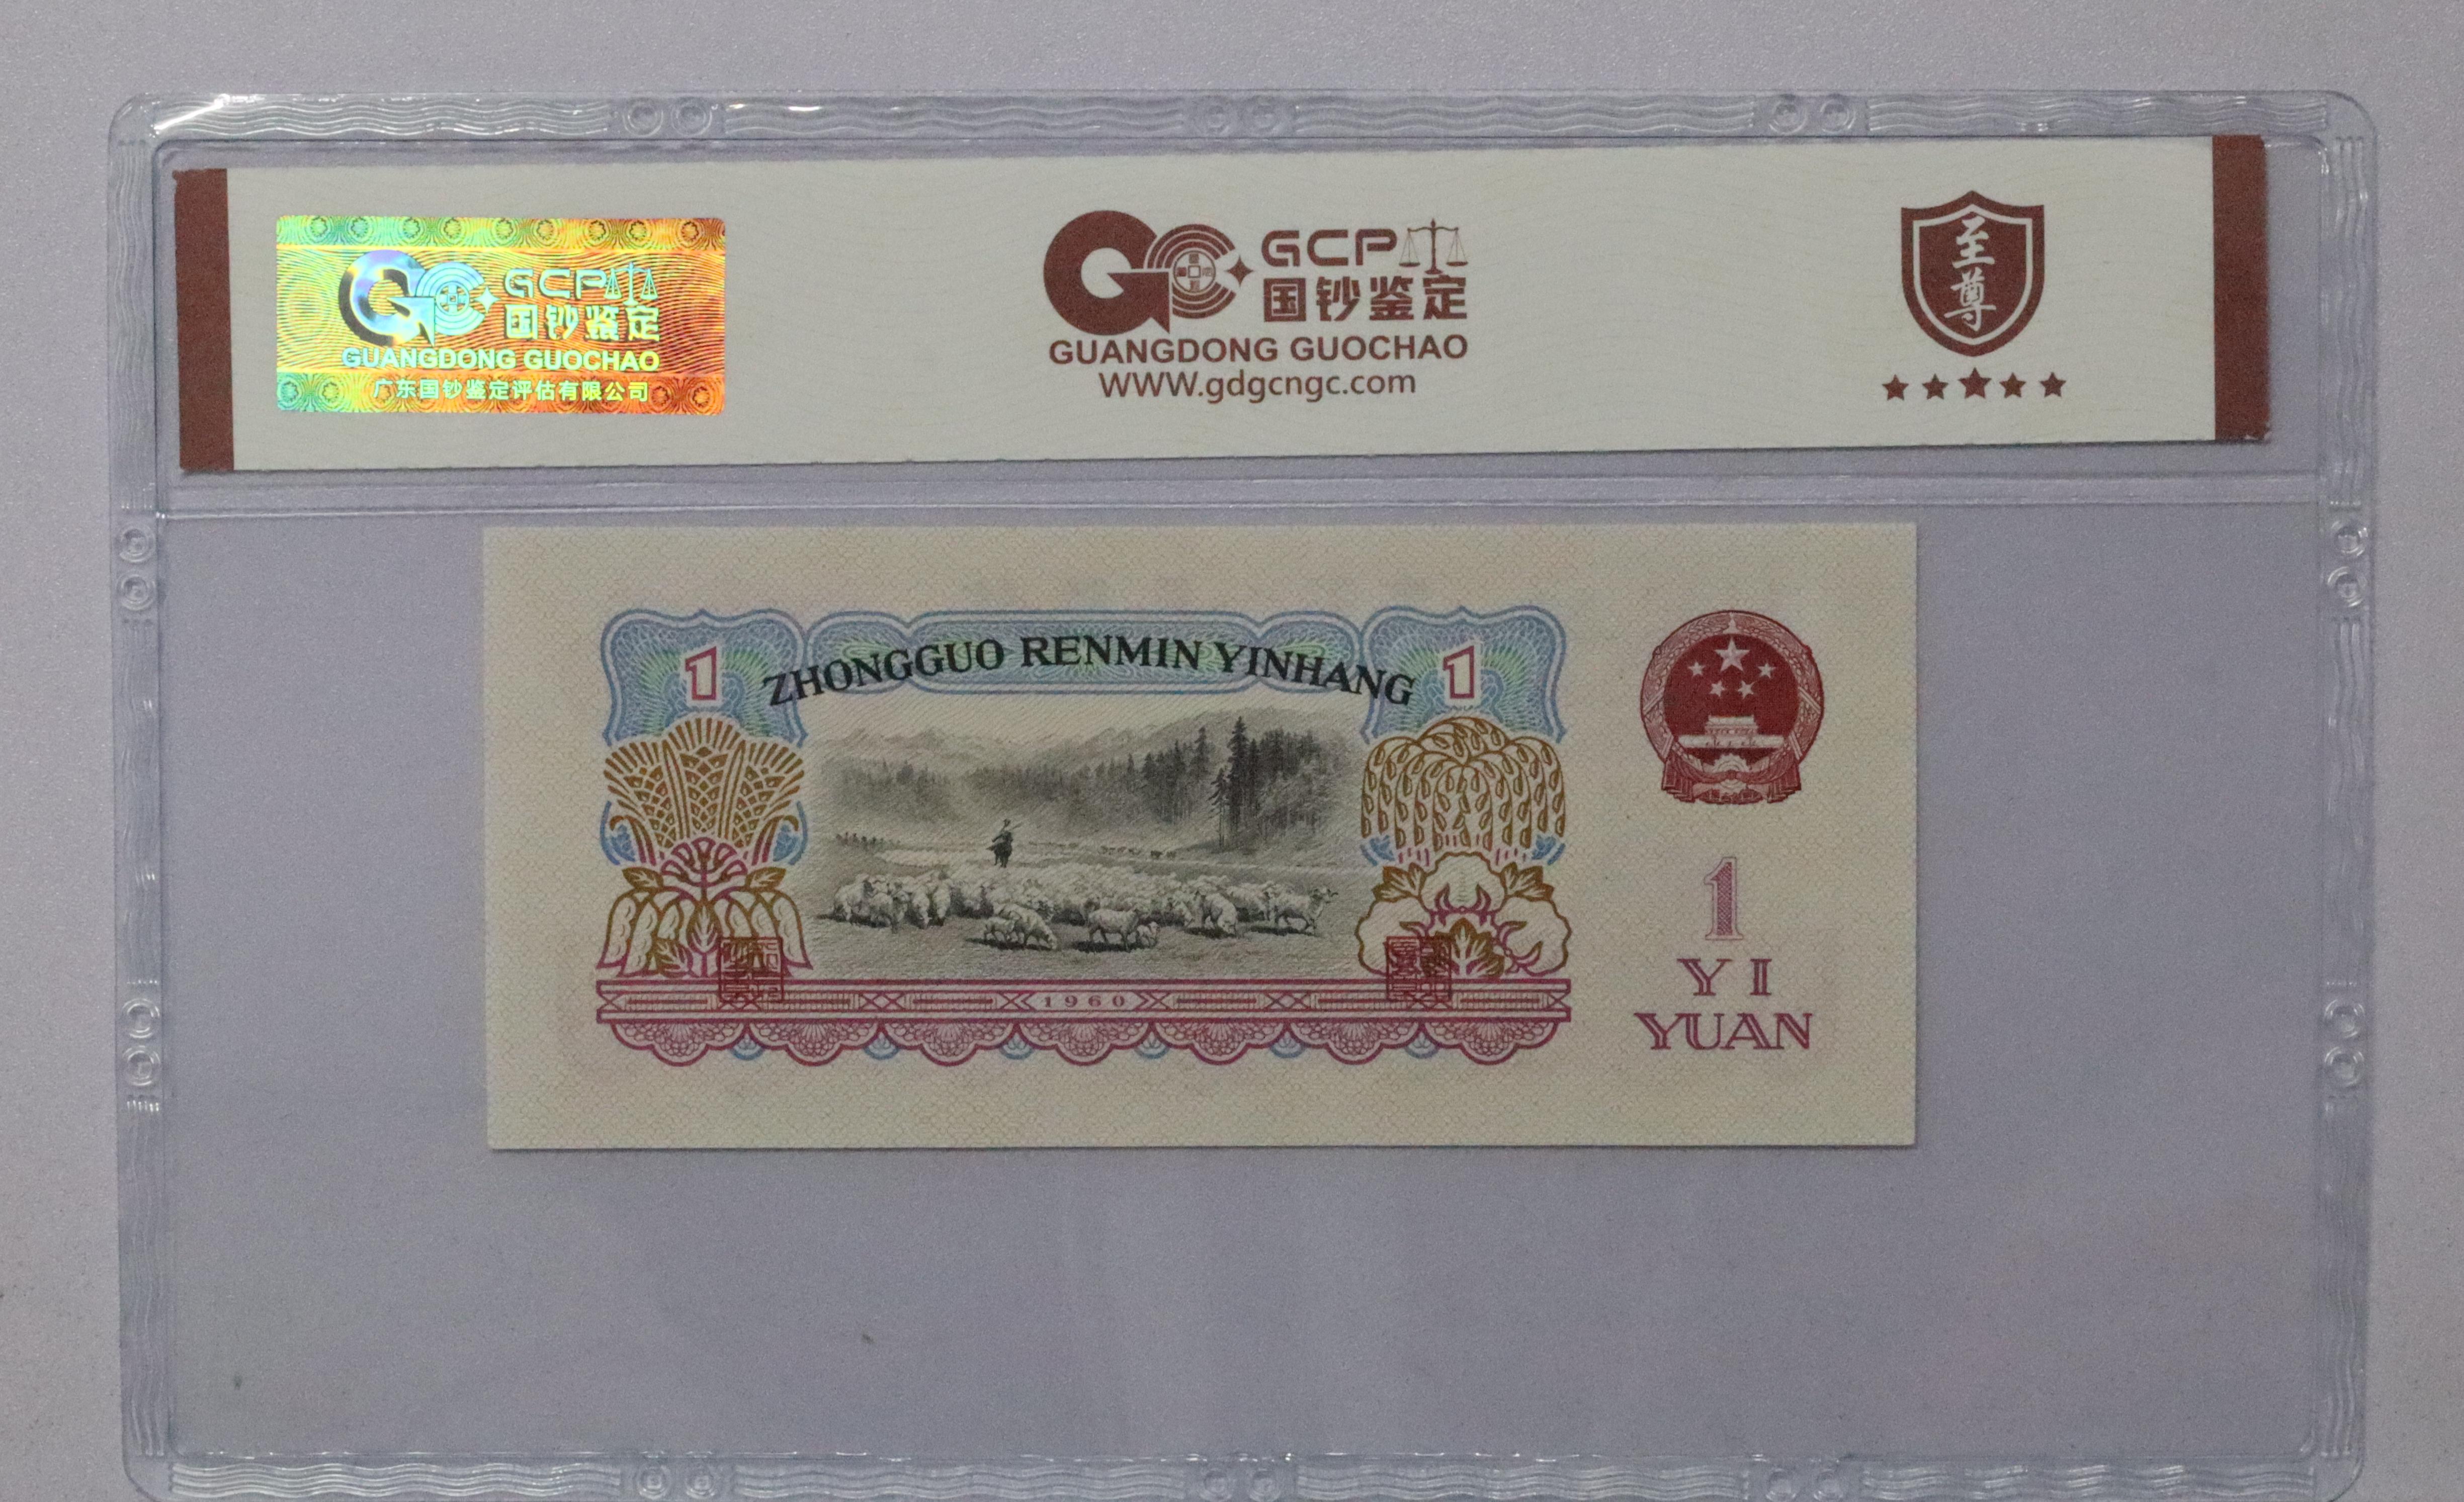 GCP
国钞鉴定
GUANGDONG GUOCHAO
广东国钞鉴定评估有限公司
GCP
国钞鉴定
GUANGDONG GUOCHAO
WWW.gdgcngc.com
至尊
1
ZHONGGUO RENMIN YINHANG
1
1960
1
YI
YUAN